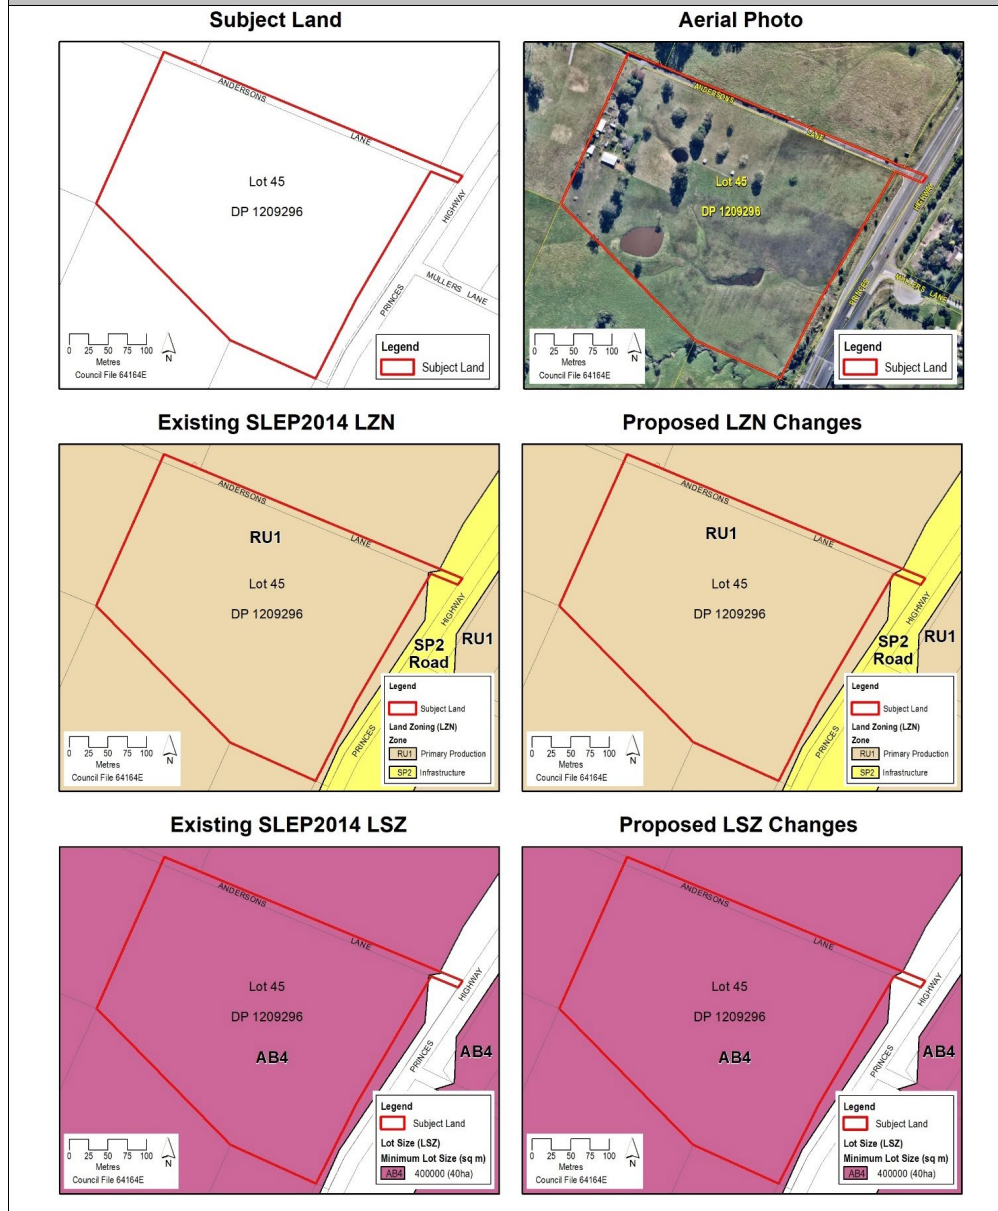 Subject Land
ANDERSONS
LANE
Lot 45
DP 1209296
HIGHWAY
MULLERS LANE
PRINCES
0 25 50 75 100
Metres
Council File 64164E
N
Legend
Subject Land
Aerial Photo
ANDERSONS
LANE
Lot 45
DP 1209296
HIGHWAY
MULLERS LANE
PRINCES
0 25 50 75 100
Metres
Council File 64164E
N
Legend
Subject Land
Existing SLEP2014 LZN
ANDERSONS
RU1
LANE
Lot 45
DP 1209296
HIGHWAY
SP2
Road
RU1
PRINCES
0 25 50 75 100
Metres
Council File 64164E
N
Legend
Subject Land
Land Zoning (LZN)
Zone
RU1 Primary Production
SP2 Infrastructure
Proposed LZN Changes
ANDERSONS
RU1
LANE
Lot 45
DP 1209296
HIGHWAY
SP2
Road
RU1
PRINCES
0 25 50 75 100
Metres
Council File 64164E
N
Legend
Subject Land
Land Zoning (LZN)
Zone
RU1 Primary Production
SP2 Infrastructure
Existing SLEP2014 LSZ
ANDERSONS
LANE
Lot 45
DP 1209296
HIGHWAY
AB4
PRINCES
AB4
0 25 50 75 100
Metres
Council File 64164E
N
Legend
Subject Land
Lot Size (LSZ)
Minimum Lot Size (sq m)
AB4 400000 (40ha)
Proposed LSZ Changes
ANDERSONS
LANE
Lot 45
DP 1209296
HIGHWAY
AB4
PRINCES
AB4
0 25 50 75 100
Metres
Council File 64164E
N
Legend
Subject Land
Lot Size (LSZ)
Minimum Lot Size (sq m)
AB4 400000 (40ha)